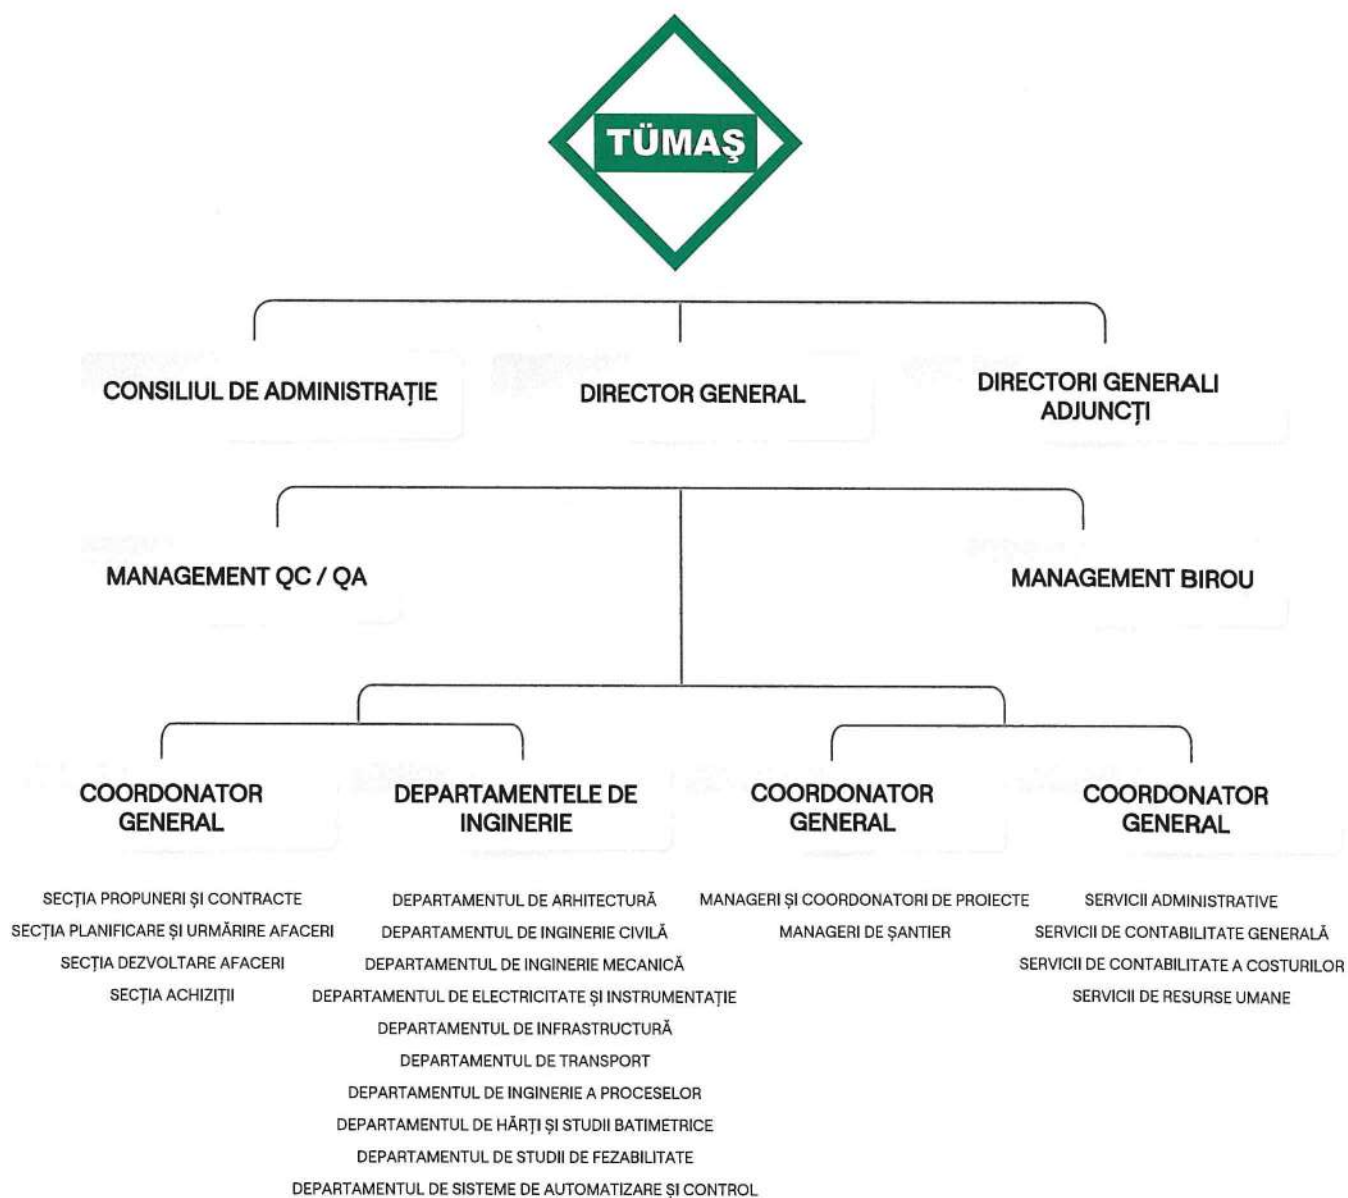 TÜMAŞ
CONSILIUL DE ADMINISTRAȚIE
DIRECTOR GENERAL
DIRECTORI GENERALI
ADJUNCȚI
MANAGEMENT QC / QA
MANAGEMENT BIROU
COORDONATOR
GENERAL
SECȚIA PROPUNERI ȘI CONTRACTE
SECȚIA PLANIFICARE ȘI URMĂRIRE AFACERI
SECȚIA DEZVOLTARE AFACERI
SECȚIA ACHIZIȚII
DEPARTAMENTELE DE
INGINERIE
DEPARTAMENTUL DE ARHITECTURĂ
DEPARTAMENTUL DE INGINERIE CIVILĂ
DEPARTAMENTUL DE INGINERIE MECANICĂ
DEPARTAMENTUL DE ELECTRICITATE ȘI INSTRUMENTAȚIE
DEPARTAMENTUL DE INFRASTRUCTURĂ
DEPARTAMENTUL DE TRANSPORT
DEPARTAMENTUL DE INGINERIE A PROCESELOR
DEPARTAMENTUL DE HĂRȚI ȘI STUDII BATIMETRICE
DEPARTAMENTUL DE STUDII DE FEZABILITATE
DEPARTAMENTUL DE SISTEME DE AUTOMATIZARE ȘI CONTROL
COORDONATOR
GENERAL
MANAGERI ȘI COORDONATORI DE PROIECTE
MANAGERI DE ȘANTIER
COORDONATOR
GENERAL
SERVICII ADMINISTRATIVE
SERVICII DE CONTABILITATE GENERALĂ
SERVICII DE CONTABILITATE A COSTURILOR
SERVICII DE RESURSE UMANE